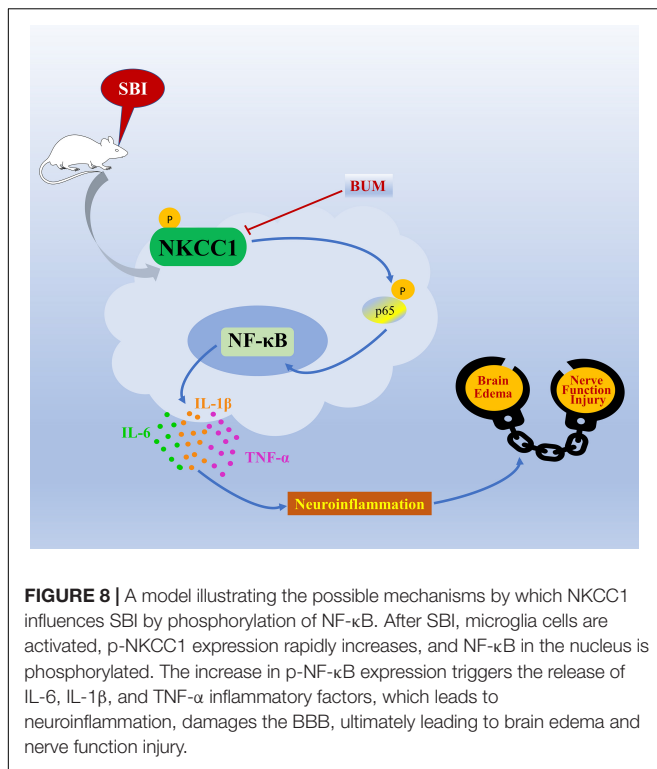 SBI
BUM
P
NKCC1
P
p65
NF-κB
IL-1β
IL-6
TNF-α
Brain
Edema
Nerve
Function
Injury
Neuroinflammation
FIGURE 8 | A model illustrating the possible mechanisms by which NKCC1
influences SBI by phosphorylation of NF-κB. After SBI, microglia cells are
activated, p-NKCC1 expression rapidly increases, and NF-κB in the nucleus is
phosphorylated. The increase in p-NF-κB expression triggers the release of
IL-6, IL-1β, and TNF-α inflammatory factors, which leads to
neuroinflammation, damages the BBB, ultimately leading to brain edema and
nerve function injury.